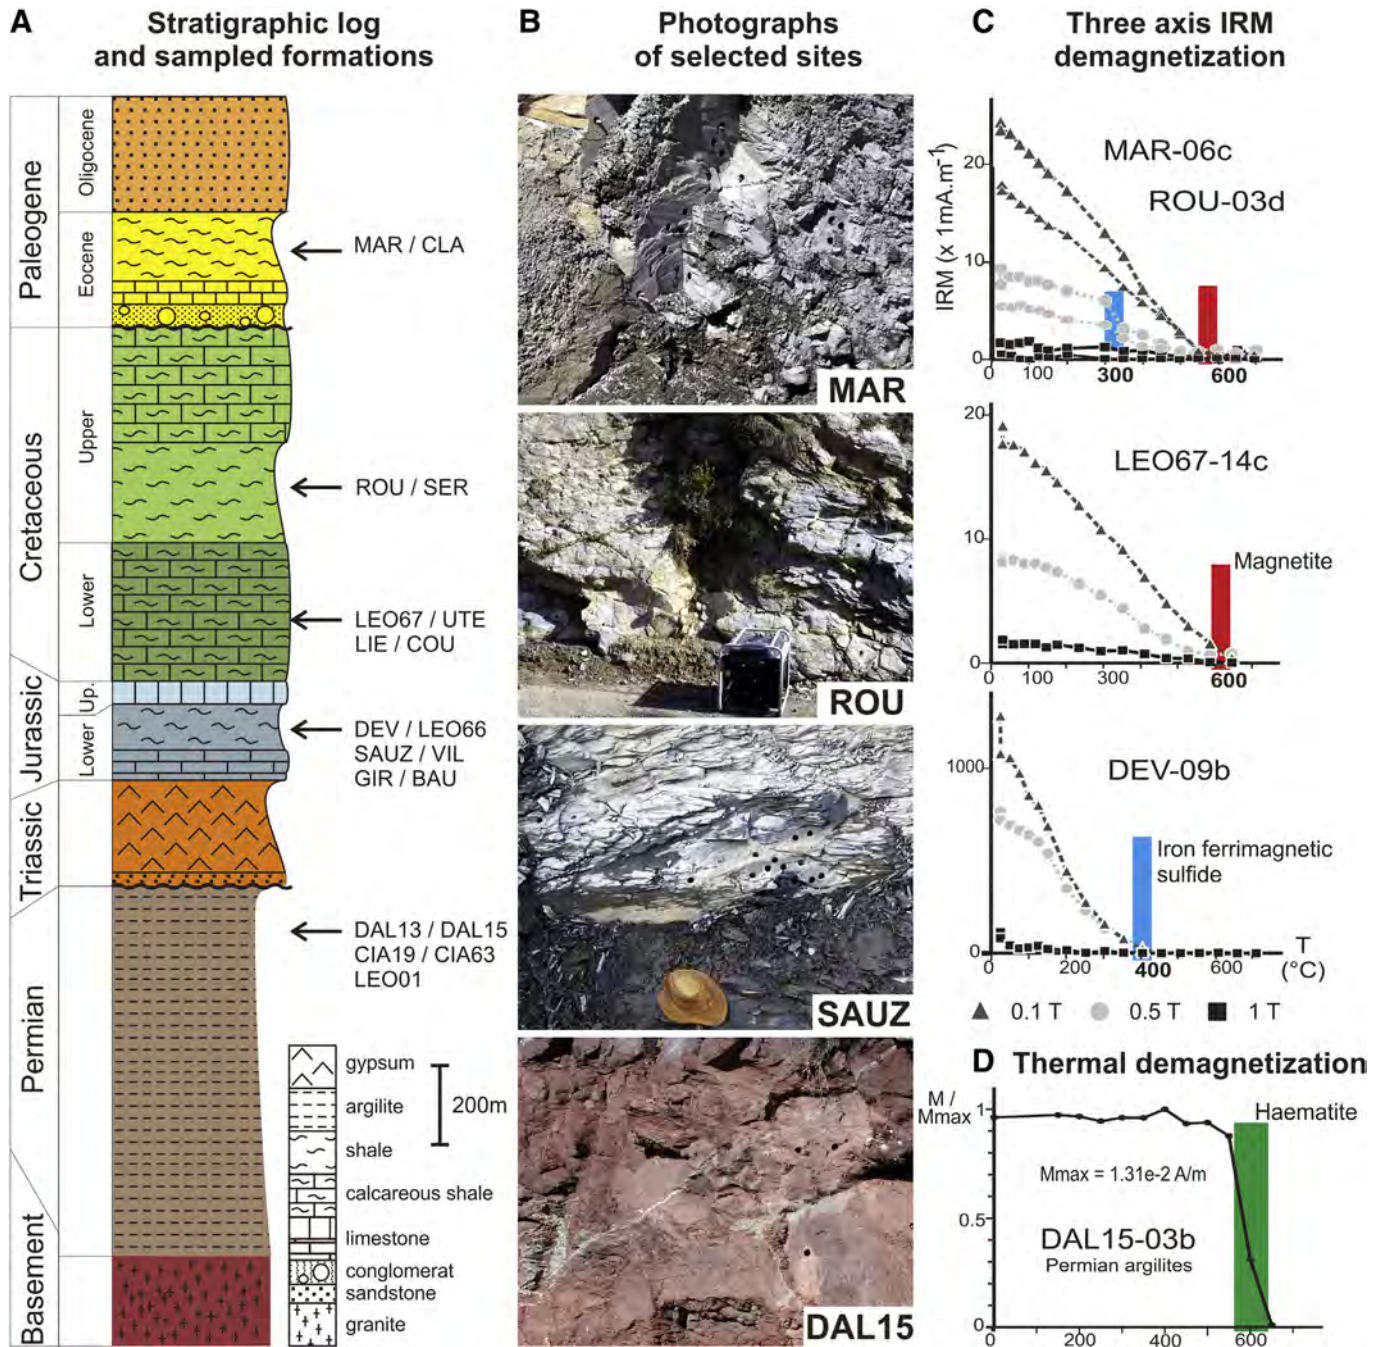 A Stratigraphic log
and sampled formations
Paleogene
Oligocene
Eocene
MAR / CLA
Cretaceous
Upper
ROU / SER
Lower
LEO67 / UTE
LIE / COU
Jurassic
Up.
Lower
DEV / LEO66
SAUZ / VIL
GIR / BAU
Triassic
Permian
DAL13 / DAL15
CIA19 / CIA63
LEO01
Basement
gypsum
argilite
shale
calcareous shale
limestone
conglomerat
sandstone
granite
200m
B Photographs
of selected sites
MAR
ROU
SAUZ
DAL15
C Three axis IRM
demagnetization
IRM (x 1mA.m⁻¹)
MAR-06c
ROU-03d
20
10
0
0 100 300 600
LEO67-14c
Magnetite
20
10
0
0 100 300 600
DEV-09b
Iron ferrimagnetic
sulfide
1000
0
0 200 400 600
T
(°C)
0.1 T 0.5 T 1 T
D Thermal demagnetization
M /
Mmax
1
0.5
0
Haematite
Mmax = 1.31e-2 A/m
DAL15-03b
Permian argilites
0 200 400 600